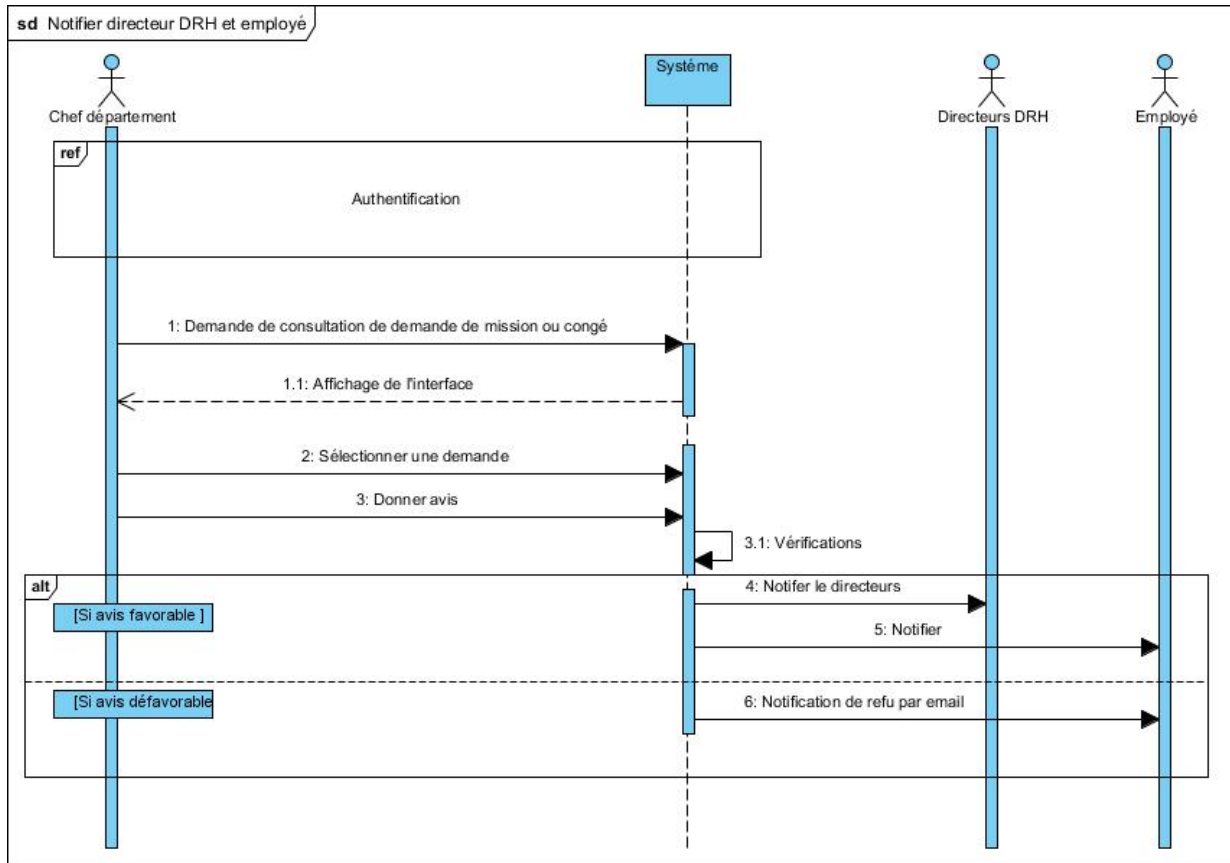 sd Notifier directeur DRH et employé
Systéme
Chef département
Directeurs DRH
Employé
ref
Authentification
1: Demande de consultation de demande de mission ou congé
1.1: Affichage de l'interface
2: Sélectionner une demande
3: Donner avis
3.1: Vérifications
alt
4: Notifer le directeurs
[Si avis favorable ]
5: Notifier
[Si avis défavorable
6: Notification de refu par email